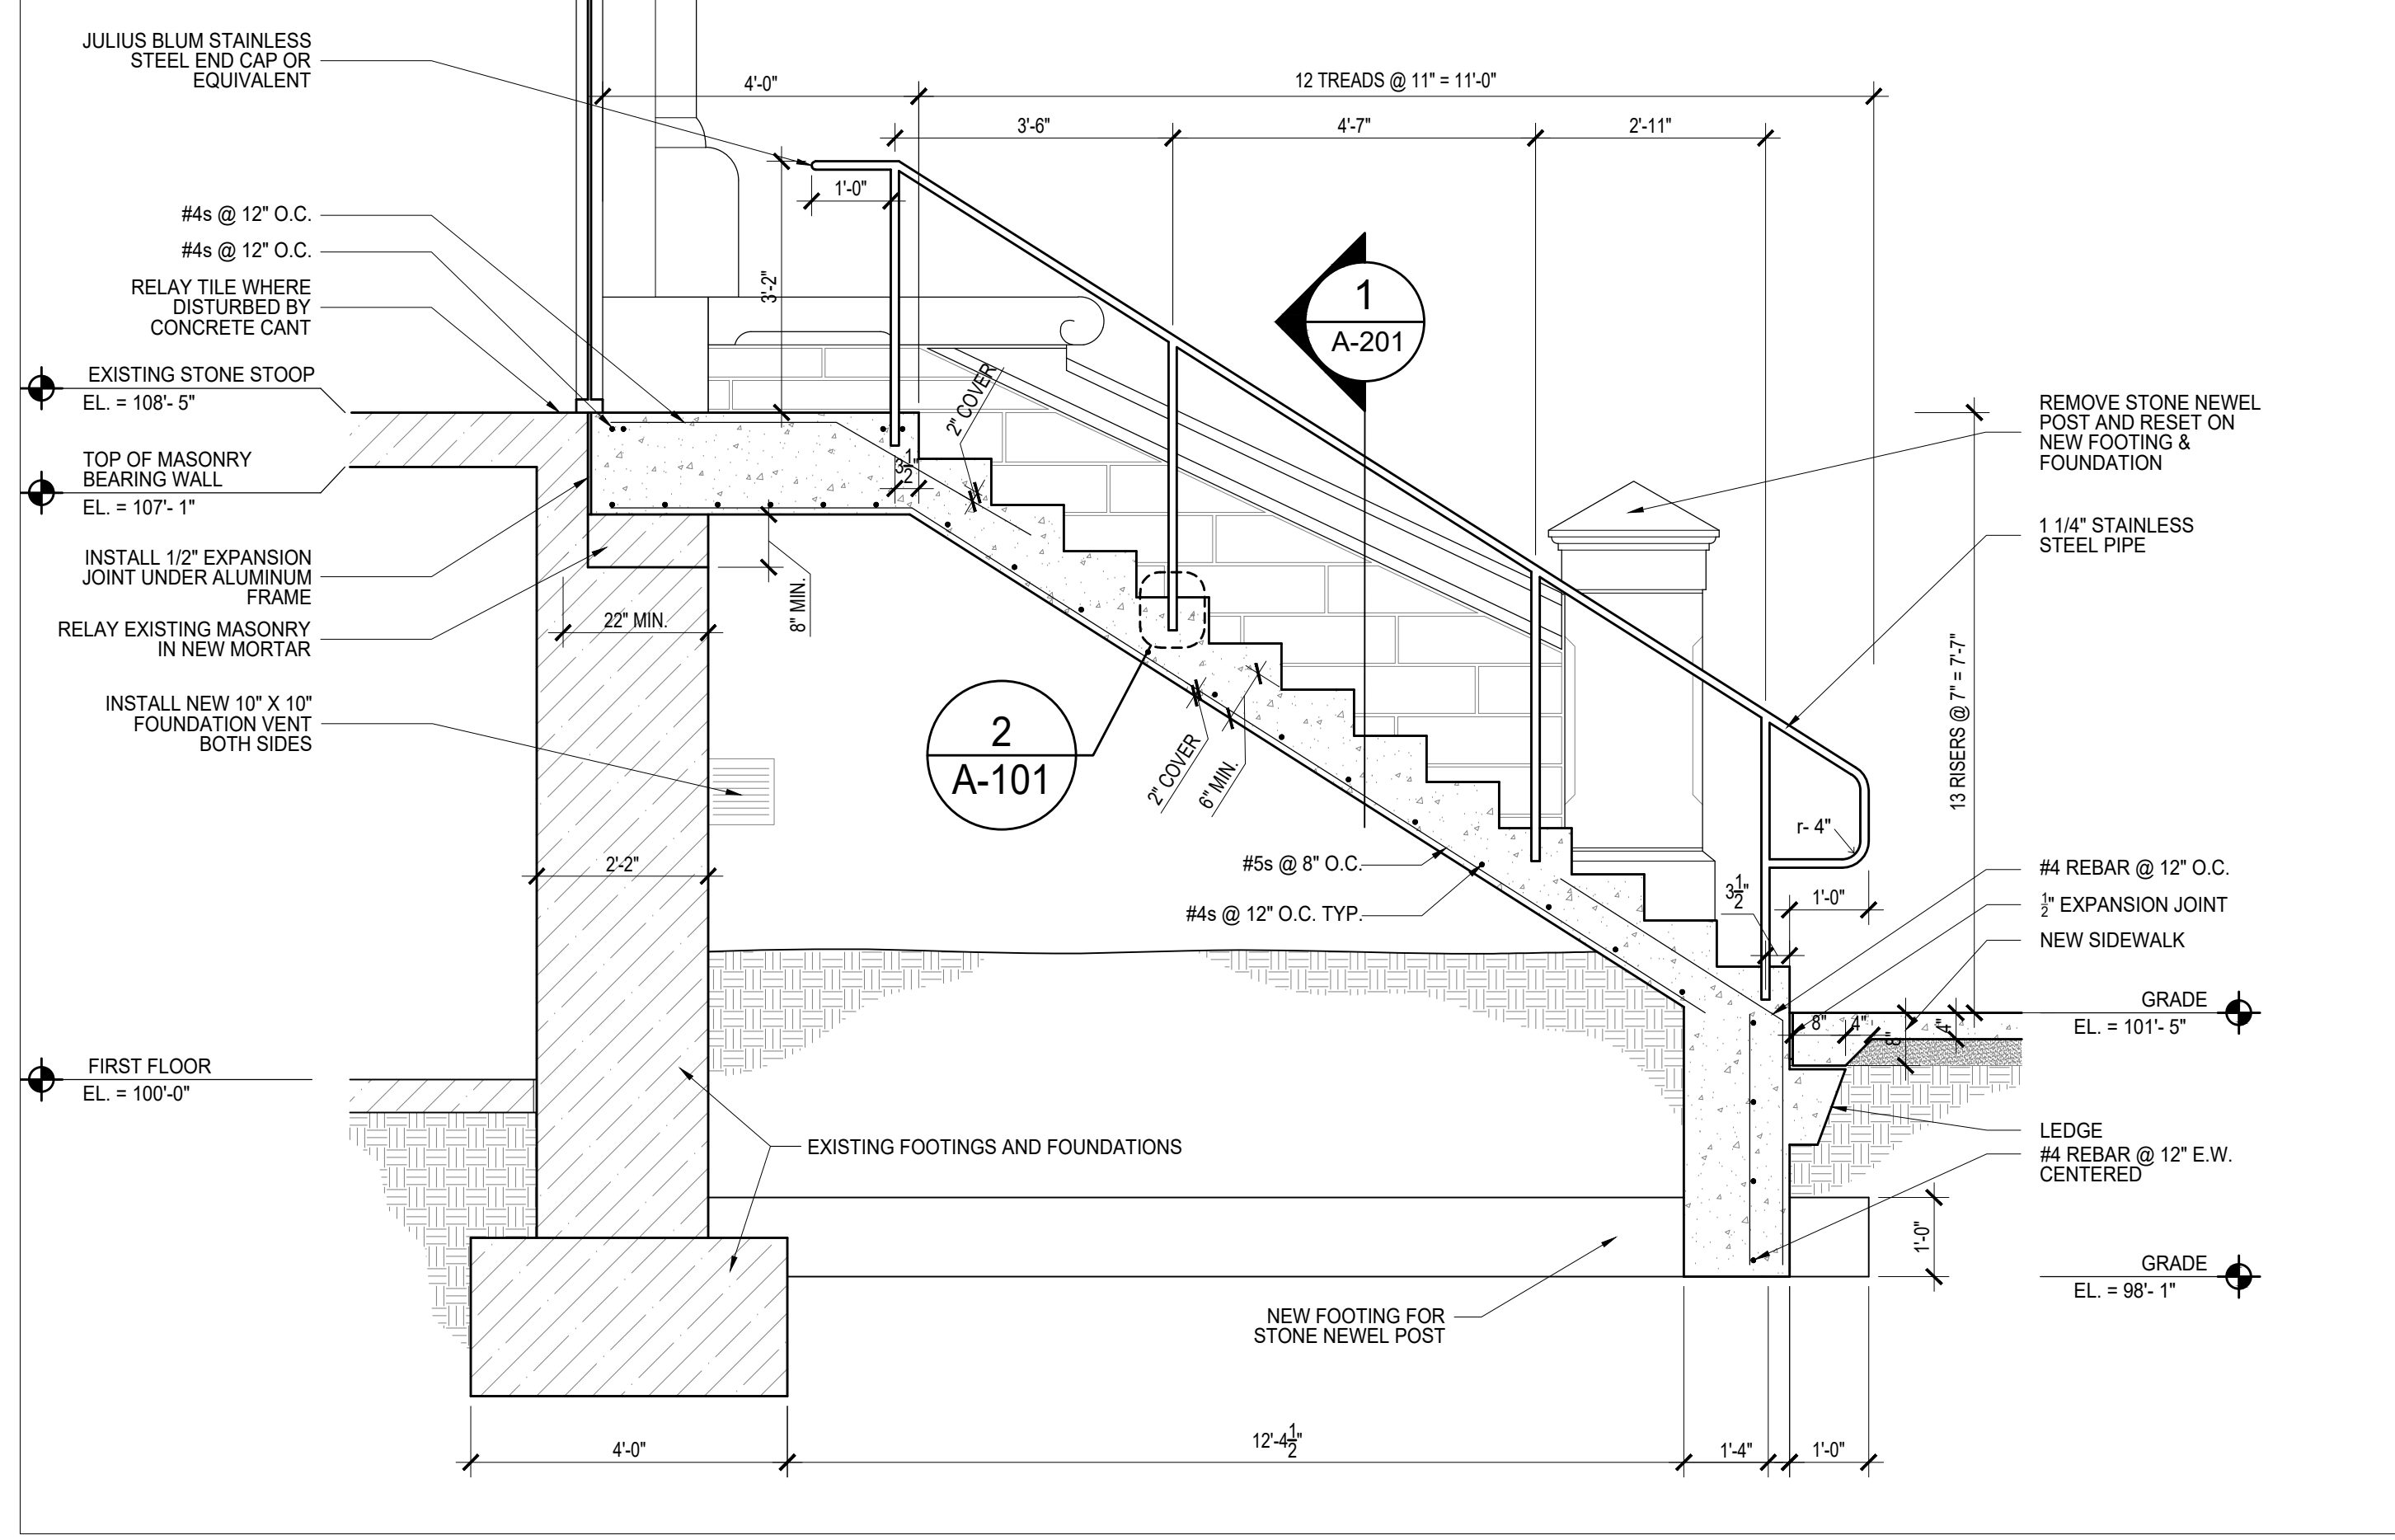 JULIUS BLUM STAINLESS
STEEL END CAP OR
EQUIVALENT
4'-0"
12 TREADS @ 11" = 11'-0"
3'-6"
4'-7"
2'-11"
1'-0"
3'-2"
#4s @ 12" O.C.
#4s @ 12" O.C.
RELAY TILE WHERE
DISTURBED BY
CONCRETE CANT
EXISTING STONE STOOP
EL. = 108'- 5"
TOP OF MASONRY
BEARING WALL
EL. = 107'- 1"
INSTALL 1/2" EXPANSION
JOINT UNDER ALUMINUM
FRAME
RELAY EXISTING MASONRY
IN NEW MORTAR
INSTALL NEW 10" X 10"
FOUNDATION VENT
BOTH SIDES
2" COVER
3 1/2"
22" MIN.
8" MIN.
1
A-201
2
A-101
2" COVER
6" MIN.
REMOVE STONE NEWEL
POST AND RESET ON
NEW FOOTING &
FOUNDATION
1 1/4" STAINLESS
STEEL PIPE
13 RISERS @ 7" = 7'-7"
r- 4"
2'-2"
#5s @ 8" O.C.
#4s @ 12" O.C. TYP.
3 1/2"
1'-0"
#4 REBAR @ 12" O.C.
1/2" EXPANSION JOINT
NEW SIDEWALK
8"
4"
8"
4"
GRADE
EL. = 101'- 5"
FIRST FLOOR
EL. = 100'-0"
EXISTING FOOTINGS AND FOUNDATIONS
LEDGE
#4 REBAR @ 12" E.W.
CENTERED
1'-0"
GRADE
EL. = 98'- 1"
NEW FOOTING FOR
STONE NEWEL POST
4'-0"
12'-4 1/2"
1'-4"
1'-0"